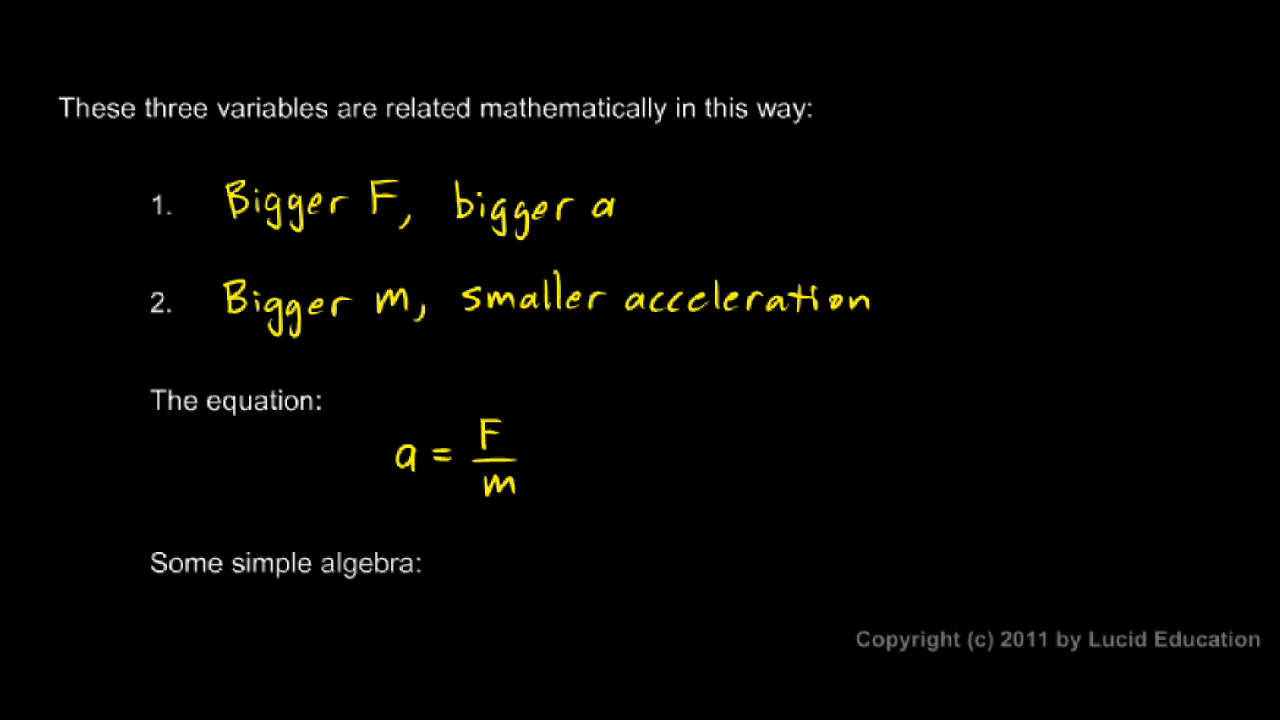 These three variables are related mathematically in this way:
1. Bigger F, bigger a
2. Bigger m, smaller acceleration
The equation:
a = F/m
Some simple algebra:
Copyright (c) 2011 by Lucid Education